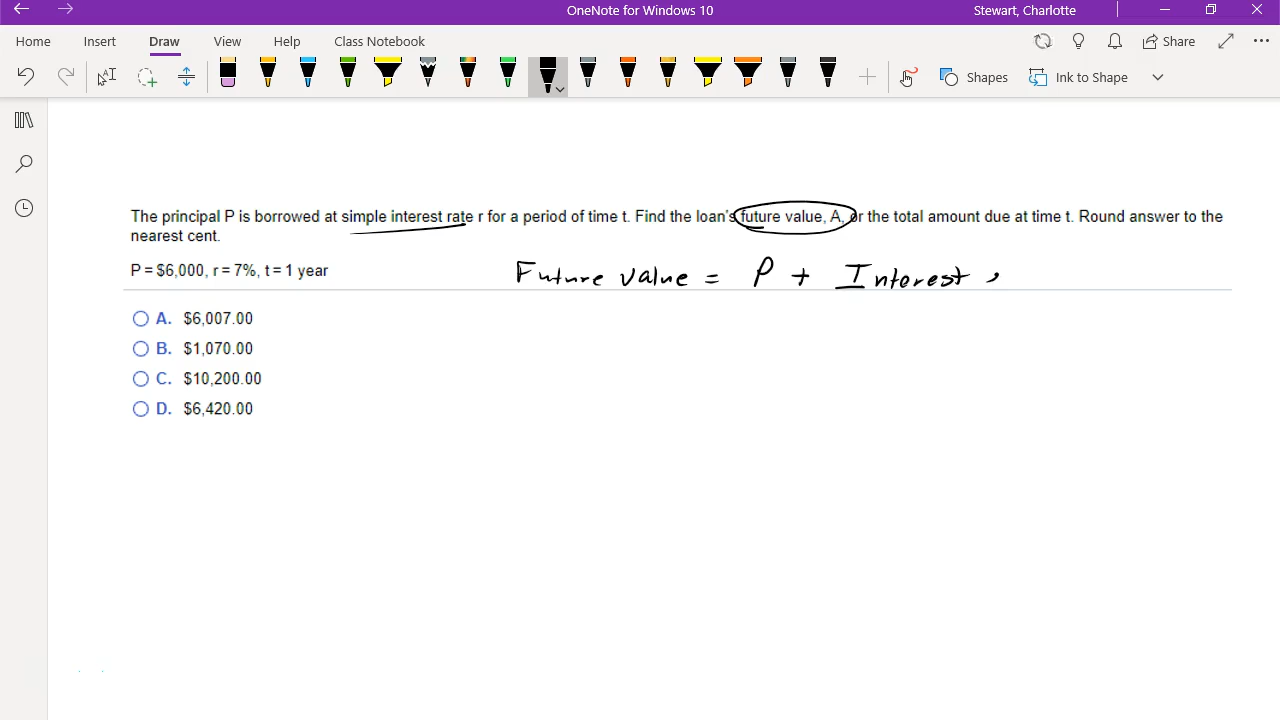 OneNote for Windows 10
Stewart, Charlotte
Home Insert Draw View Help Class Notebook
Share
Shapes
Ink to Shape
The principal P is borrowed at simple interest rate r for a period of time t. Find the loan's future value, A, or the total amount due at time t. Round answer to the
nearest cent.
P = $6,000, r = 7%, t = 1 year
Future value = P + Interest ,
A. $6,007.00
B. $1,070.00
C. $10,200.00
D. $6,420.00